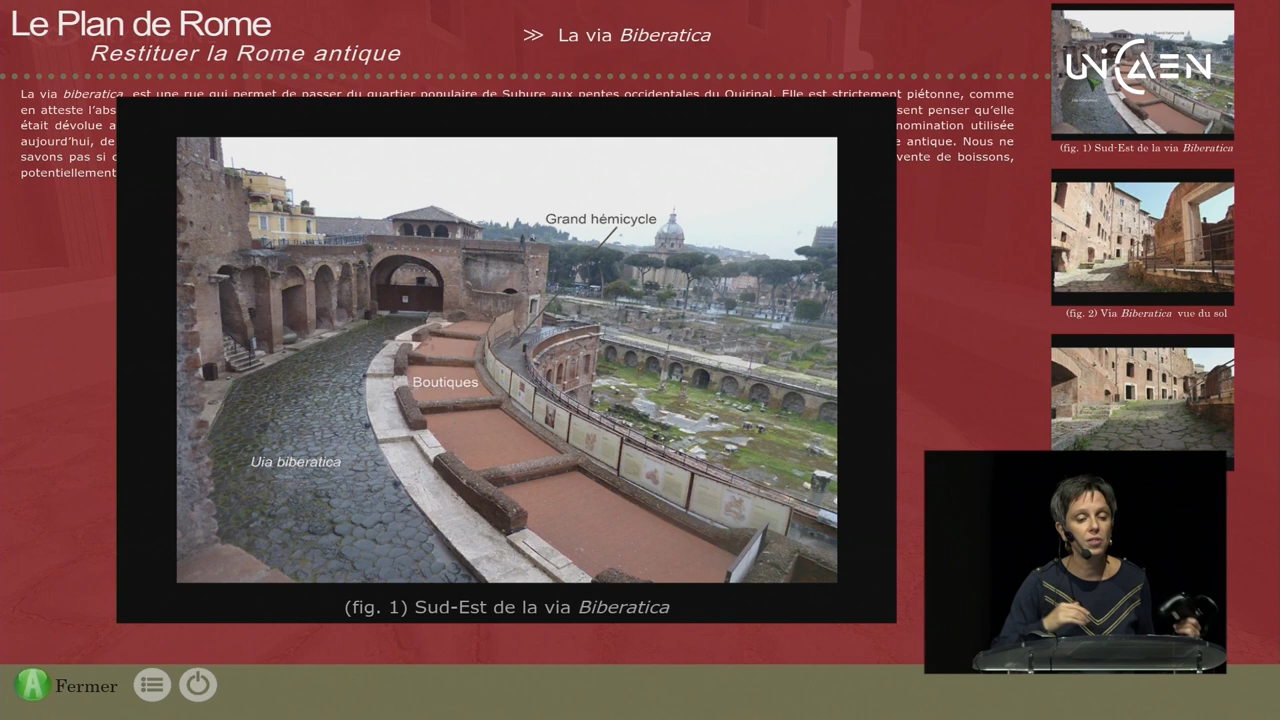 Le Plan de Rome
Restituer la Rome antique
>> La via Biberatica
UNICAEN
La via biberatica est une rue qui permet de passer du quartier populaire de Subure aux pentes occidentales du Quirinal. Elle est strictement piétonne, comme
en atteste l'abs sent penser qu'elle
était dévolue a nomination utilisée
aujourd'hui, de e antique. Nous ne
savons pas si c vente de boissons,
potentiellement
Grand hémicycle
Boutiques
Uia biberatica
(fig. 1) Sud-Est de la via Biberatica
(fig. 1) Sud-Est de la via Biberatica
(fig. 2) Via Biberatica vue du sol
A Fermer